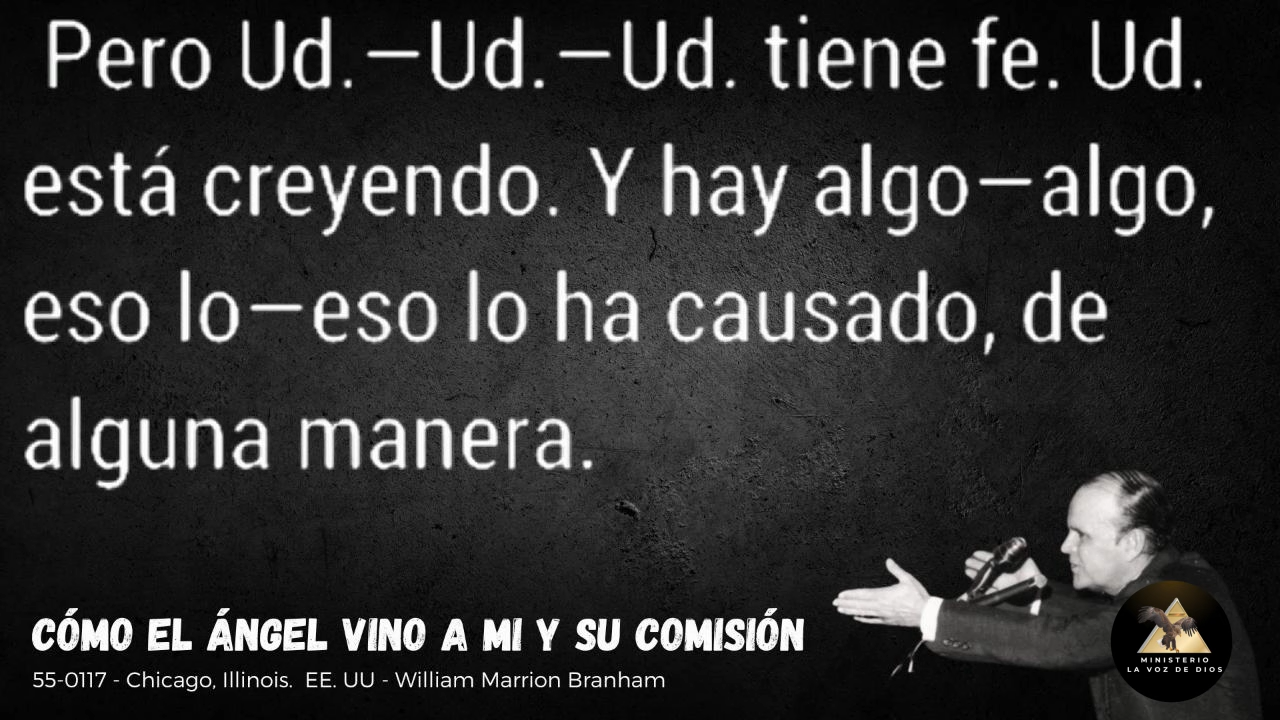 Pero Ud.—Ud.—Ud. tiene fe. Ud.
está creyendo. Y hay algo—algo,
eso lo—eso lo ha causado, de
alguna manera.
CÓMO EL ÁNGEL VINO A MI Y SU COMISIÓN
55-0117 - Chicago, Illinois.  EE. UU - William Marrion Branham
MINISTERIO
LA VOZ DE DIOS